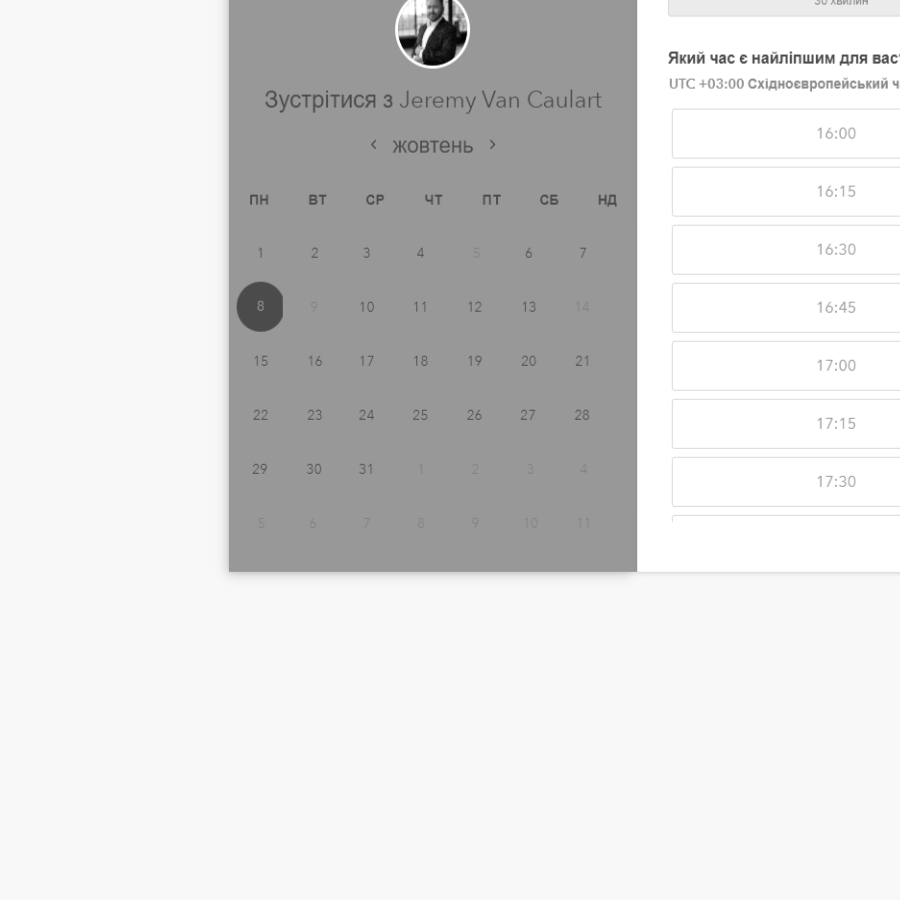 Зустрітися з Jeremy Van Caulart
‹ жовтень ›
ПН ВТ СР ЧТ ПТ СБ НД
1 2 3 4 5 6 7
8 9 10 11 12 13 14
15 16 17 18 19 20 21
22 23 24 25 26 27 28
29 30 31 1 2 3 4
5 6 7 8 9 10 11
30 хвилин
Який час є найліпшим для вас
UTC +03:00 Східноєвропейський ч
16:00
16:15
16:30
16:45
17:00
17:15
17:30